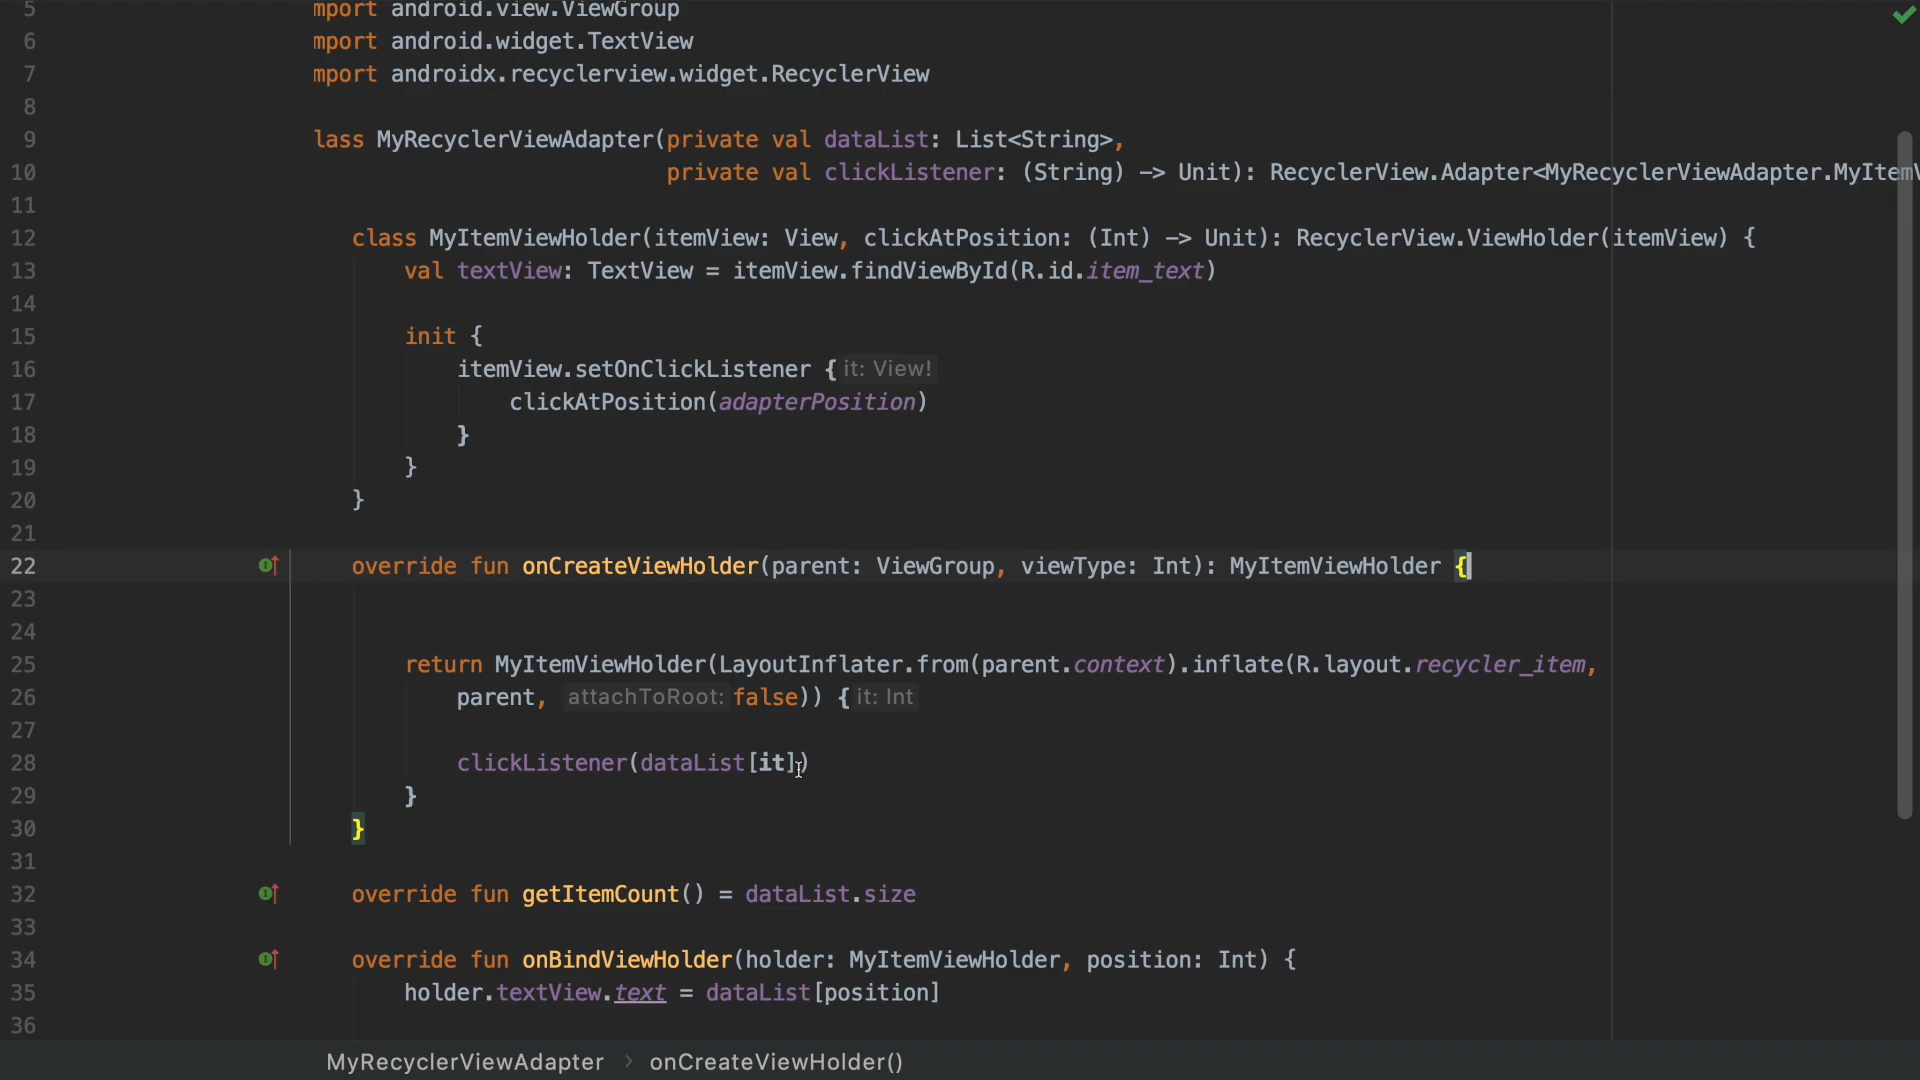 5 mport android.view.ViewGroup
6 mport android.widget.TextView
7 mport androidx.recyclerview.widget.RecyclerView
8
9 lass MyRecyclerViewAdapter(private val dataList: List<String>,
10 private val clickListener: (String) -> Unit): RecyclerView.Adapter<MyRecyclerViewAdapter.MyItemV
11
12 class MyItemViewHolder(itemView: View, clickAtPosition: (Int) -> Unit): RecyclerView.ViewHolder(itemView) {
13 val textView: TextView = itemView.findViewById(R.id.item_text)
14
15 init {
16 itemView.setOnClickListener { it: View!
17 clickAtPosition(adapterPosition)
18 }
19 }
20 }
21
22 override fun onCreateViewHolder(parent: ViewGroup, viewType: Int): MyItemViewHolder {
23
24
25 return MyItemViewHolder(LayoutInflater.from(parent.context).inflate(R.layout.recycler_item,
26 parent, attachToRoot: false)) { it: Int
27
28 clickListener(dataList[it])
29 }
30 }
31
32 override fun getItemCount() = dataList.size
33
34 override fun onBindViewHolder(holder: MyItemViewHolder, position: Int) {
35 holder.textView.text = dataList[position]
36
MyRecyclerViewAdapter › onCreateViewHolder()